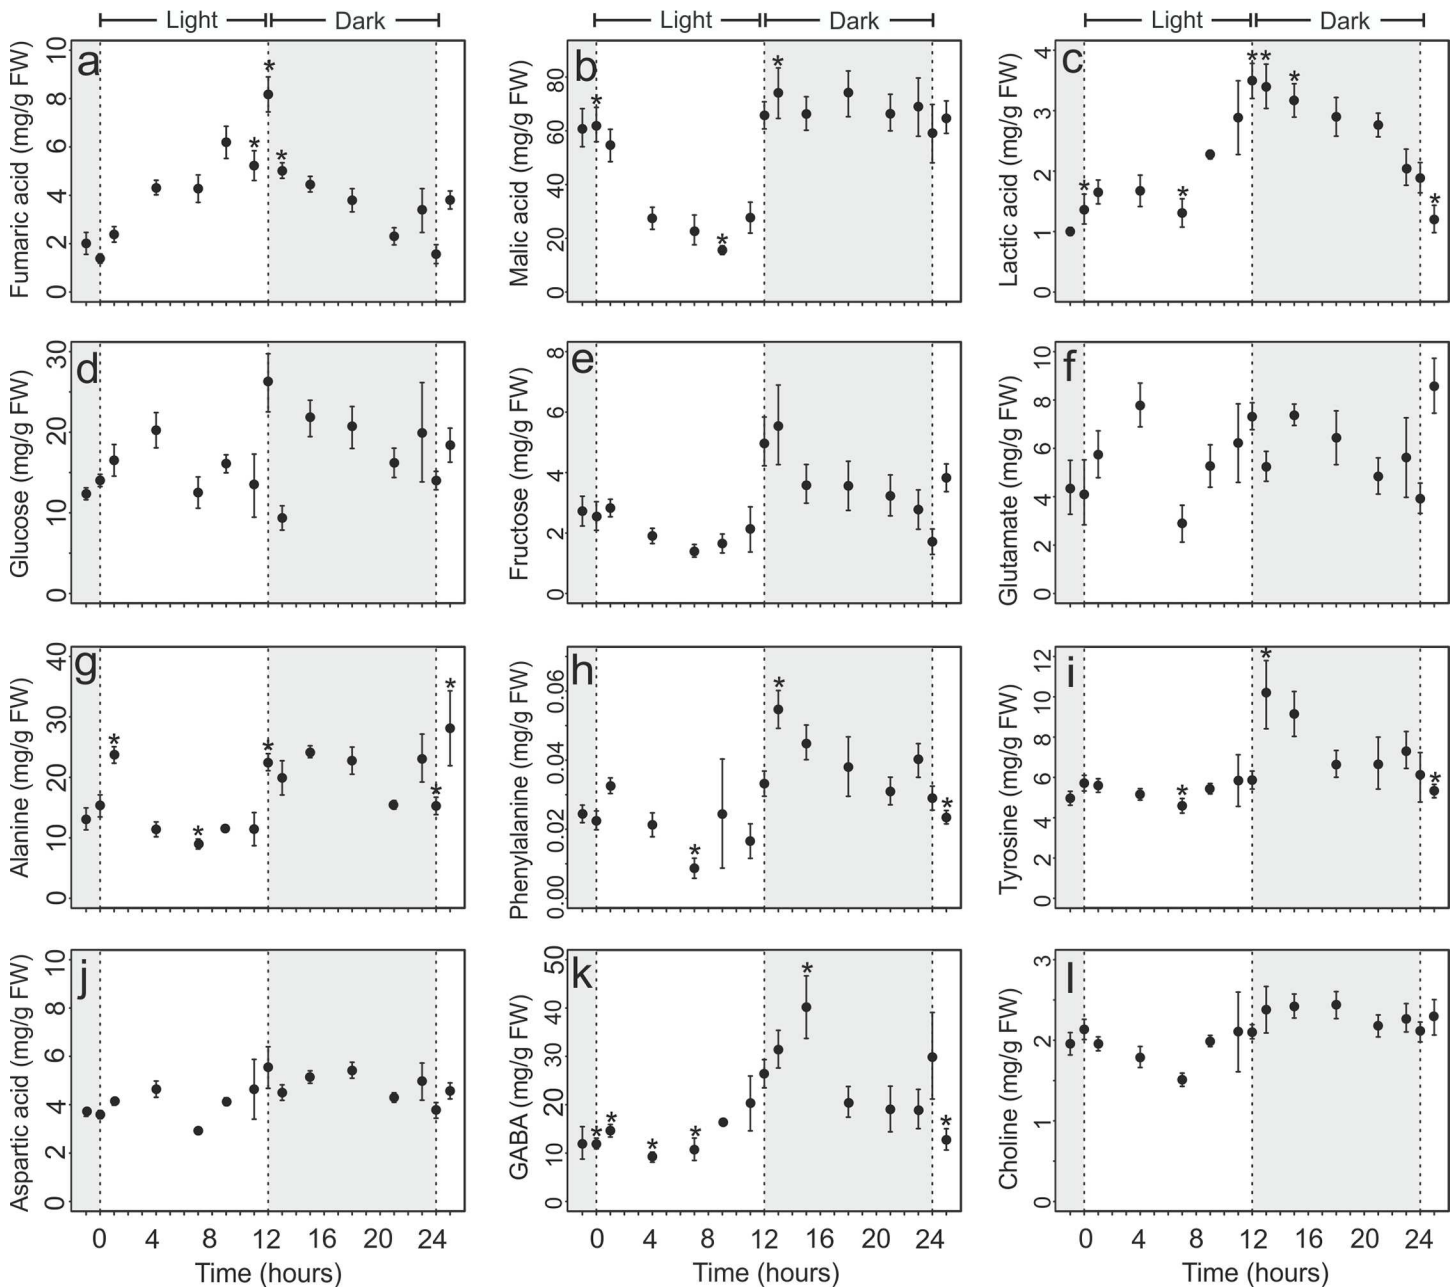 Light Dark Light Dark Light Dark
a b c
Fumaric acid (mg/g FW) 0 2 4 6 8 10
* * *
Malic acid (mg/g FW) 0 20 40 60 80
* * *
Lactic acid (mg/g FW) 0 1 2 3 4
* * ** * *
d e f
Glucose (mg/g FW) 0 10 20 30
Fructose (mg/g FW) 0 2 4 6 8
Glutamate (mg/g FW) 0 2 4 6 8 10
g h i
Alanine (mg/g FW) 0 10 20 30 40
* * * * *
Phenylalanine (mg/g FW) 0.00 0.02 0.04 0.06
* * *
Tyrosine (mg/g FW) 0 2 4 6 8 10 12
* * *
j k l
Aspartic acid (mg/g FW) 0 2 4 6 8 10
GABA (mg/g FW) 0 10 20 30 40 50
* * * * * *
Choline (mg/g FW) 0 1 2 3
0 4 8 12 16 20 24 0 4 8 12 16 20 24 0 4 8 12 16 20 24
Time (hours) Time (hours) Time (hours)